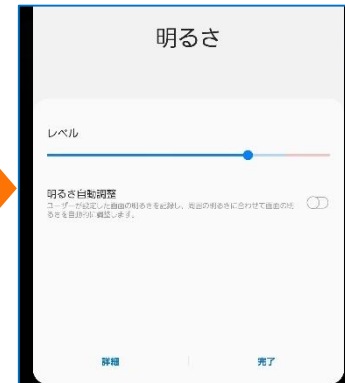 明るさ
レベル
明るさ自動調整
ユーザーが設定した画面の明るさを記録し、周囲の明るさに合わせて画面の明
るさを自動的に調整します。
詳細
完了